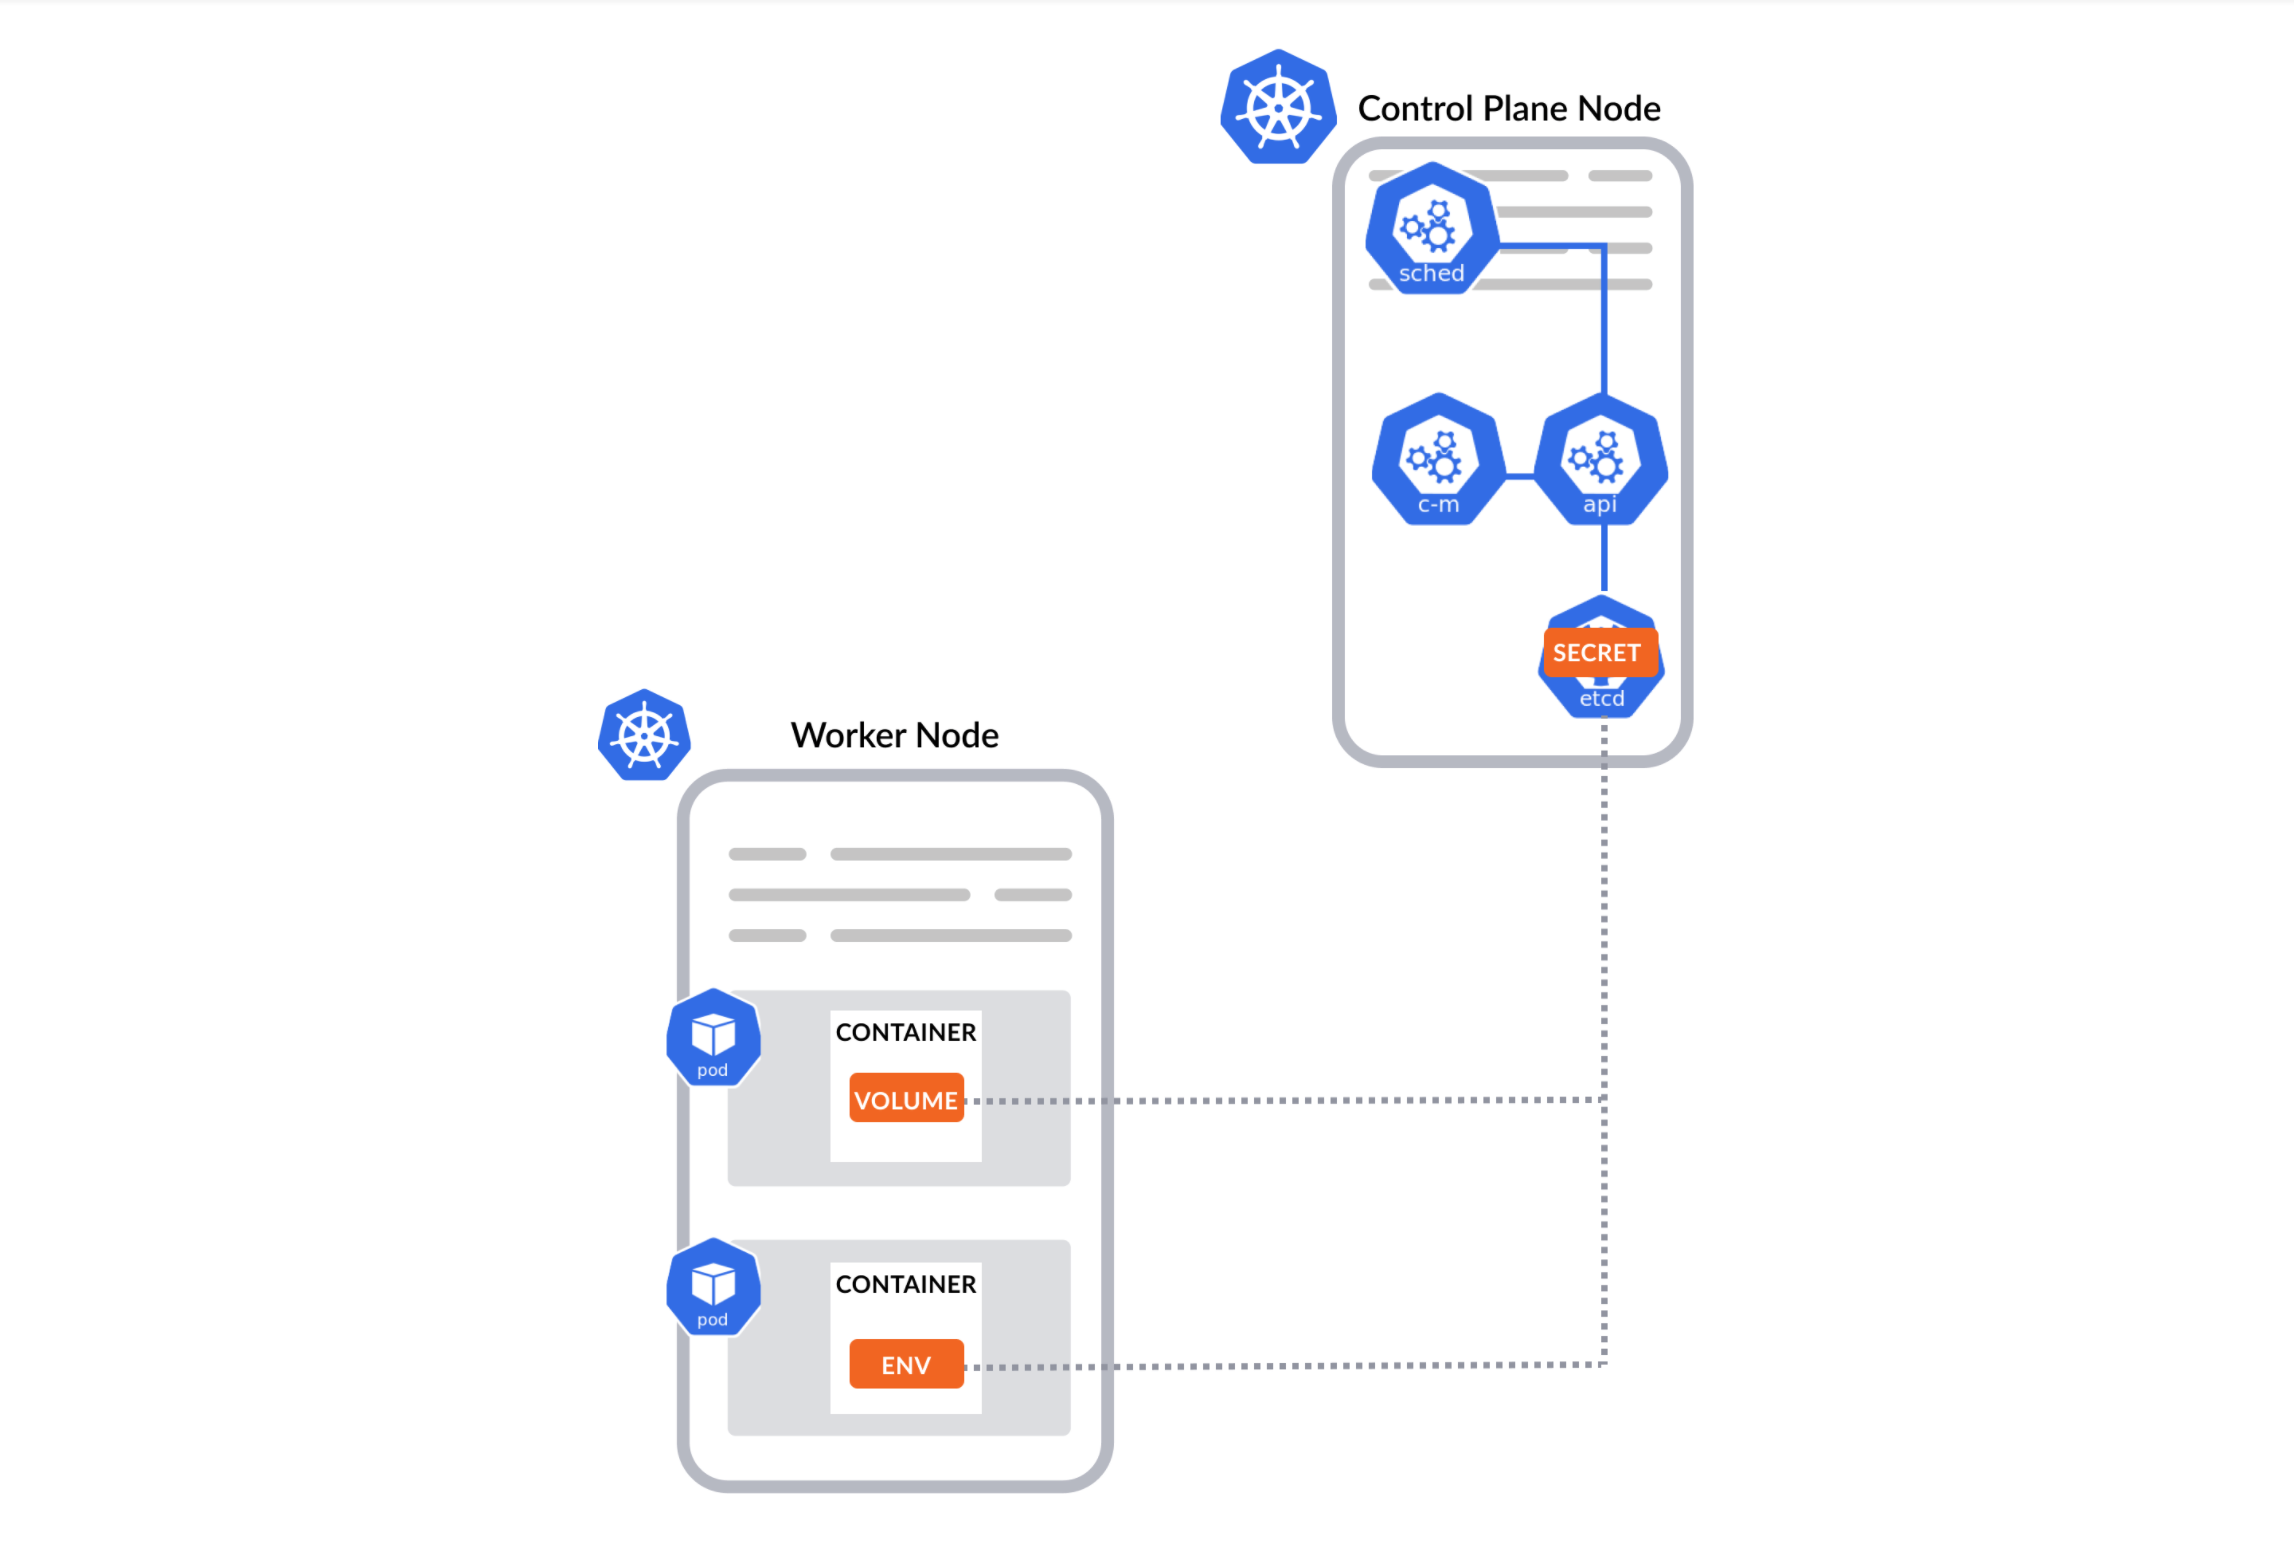 Control Plane Node
sched
c-m
api
SECRET
etcd
Worker Node
CONTAINER
VOLUME
pod
CONTAINER
pod
ENV